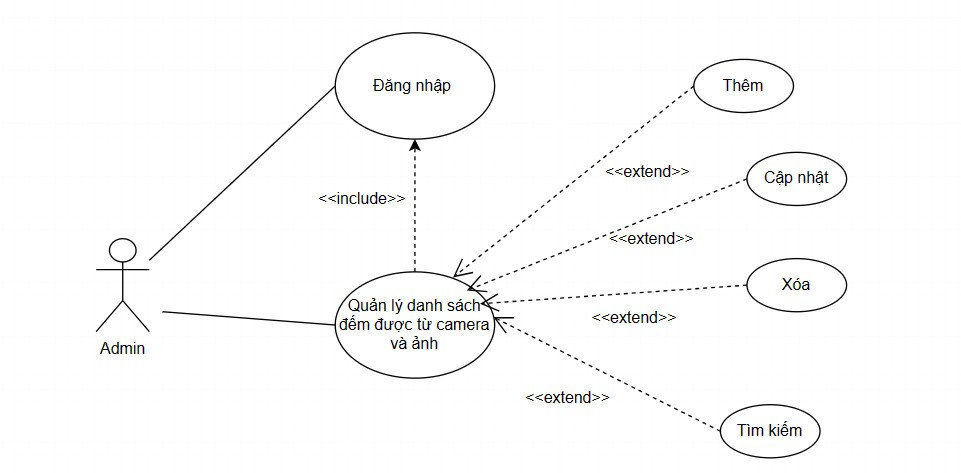 Đăng nhập
Thêm
<<extend>>
Cập nhật
<<include>>
<<extend>>
Xóa
Quản lý danh sách
đếm được từ camera
và ảnh
<<extend>>
Admin
<<extend>>
Tìm kiếm